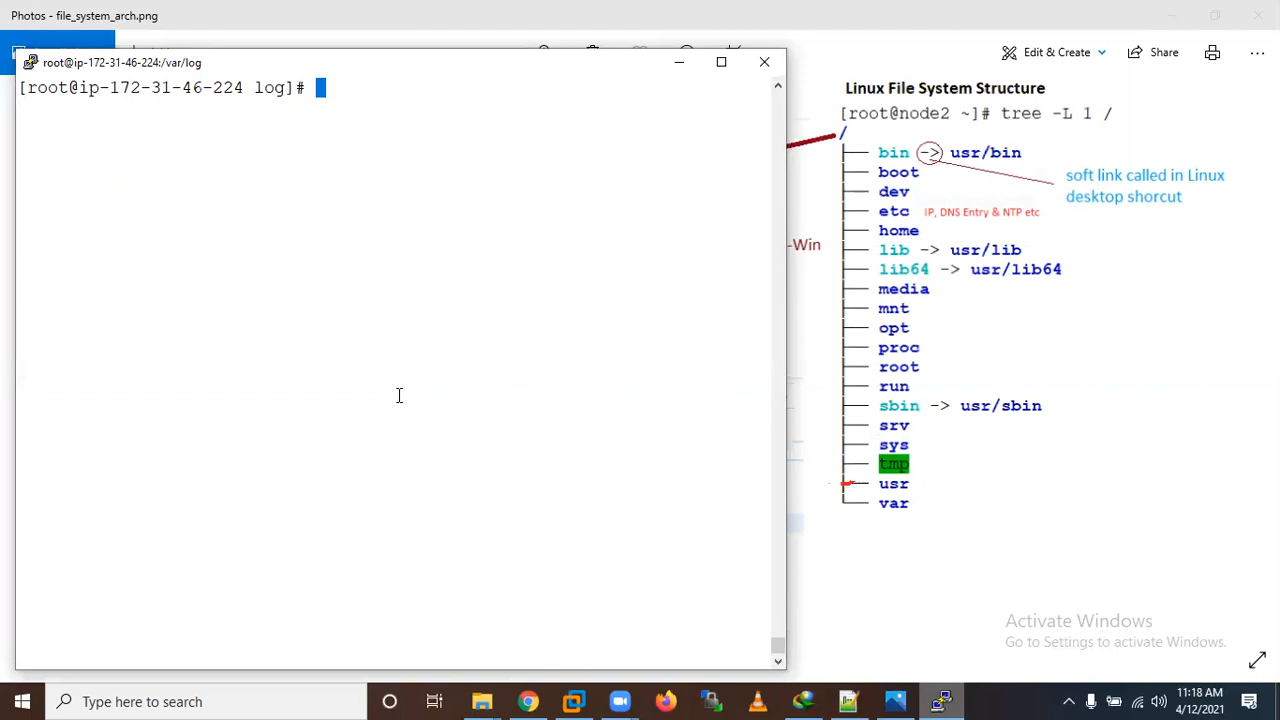 Photos - file_system_arch.png
Edit & Create
Share
root@ip-172-31-46-224:/var/log
[root@ip-172-31-46-224 log]#
-Win
Linux File System Structure
[root@node2 ~]# tree -L 1 /
/
├── bin -> usr/bin
soft link called in Linux
desktop shorcut
├── boot
├── dev
├── etc IP, DNS Entry & NTP etc
├── home
├── lib -> usr/lib
├── lib64 -> usr/lib64
├── media
├── mnt
├── opt
├── proc
├── root
├── run
├── sbin -> usr/sbin
├── srv
├── sys
├── tmp
├── usr
└── var
Activate Windows
Go to Settings to activate Windows.
Type here to search
11:18 AM
4/12/2021